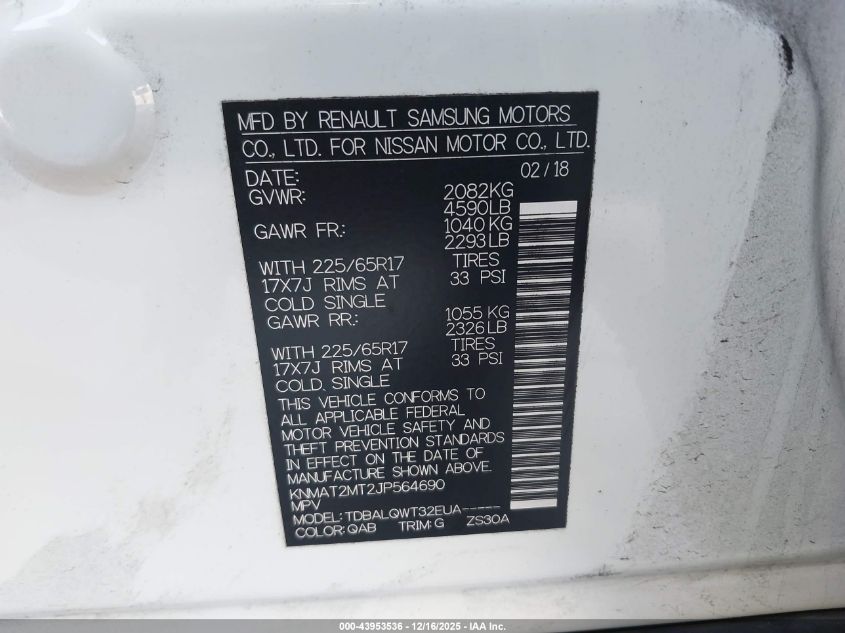 MFD BY RENAULT SAMSUNG MOTORS
CO., LTD. FOR NISSAN MOTOR CO., LTD.
DATE: 02 / 18
GVWR: 2082KG
4590LB
GAWR FR.: 1040 KG
2293 LB
WITH 225/65R17 TIRES
17X7J RIMS AT 33 PSI
COLD SINGLE
GAWR RR.: 1055 KG
2326 LB
WITH 225/65R17 TIRES
17X7J RIMS AT 33 PSI
COLD SINGLE
THIS VEHICLE CONFORMS TO
ALL APPLICABLE FEDERAL
MOTOR VEHICLE SAFETY AND
THEFT PREVENTION STANDARDS
IN EFFECT ON THE DATE OF
MANUFACTURE SHOWN ABOVE.
KNMAT2MT2JP564690
MPV
MODEL: TDBALQWT32EUA-----
COLOR: QAB TRIM: G ZS30A
000-43953536 - 12/16/2025 - IAA Inc.